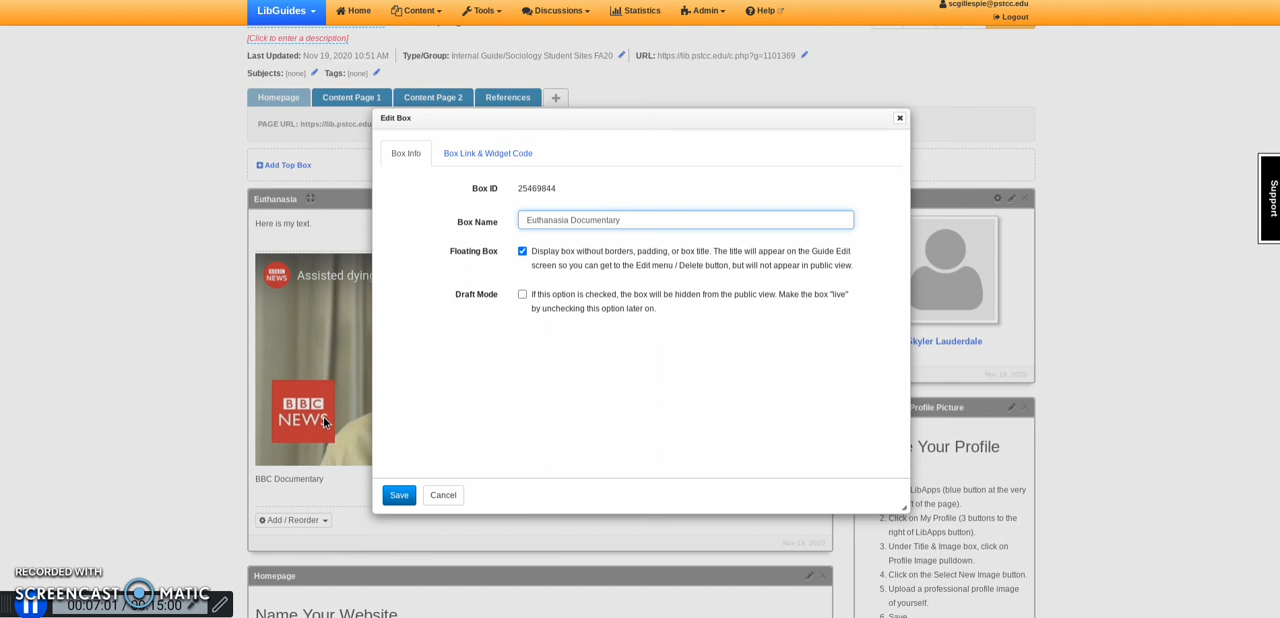 LibGuides
Home
Content
Tools
Discussions
Statistics
Admin
Help
scgillespie@pstcc.edu
Logout
[Click to enter a description]
Last Updated: Nov 19, 2020 10:51 AM
Type/Group: Internal Guide/Sociology Student Sites FA20
URL: https://lib.pstcc.edu/c.php?g=1101369
Subjects: [none]
Tags: [none]
Homepage
Content Page 1
Content Page 2
References
PAGE URL: https://lib.pstcc.edu
Edit Box
Box Info
Box Link & Widget Code
Add Top Box
Box ID
25469844
Box Name
Euthanasia Documentary
Floating Box
Display box without borders, padding, or box title. The title will appear on the Guide Edit
screen so you can get to the Edit menu / Delete button, but will not appear in public view.
Draft Mode
If this option is checked, the box will be hidden from the public view. Make the box "live"
by unchecking this option later on.
Save
Cancel
Support
Euthanasia
Here is my text.
BBC
NEWS
Assisted dying
BBC
NEWS
BBC Documentary
Add / Reorder
Nov 19, 2020
Skyler Lauderdale
Nov 19, 2020
Profile Picture
Your Profile
LibApps (blue button at the very
of the page).
2. Click on My Profile (3 buttons to the
right of LibApps button).
3. Under Title & Image box, click on
Profile Image pulldown.
4. Click on the Select New Image button.
5. Upload a professional profile image
of yourself.
6. Save
Homepage
Name Your Website
RECORDED WITH
SCREENCAST MATIC
00:07:01 / 00:15:00